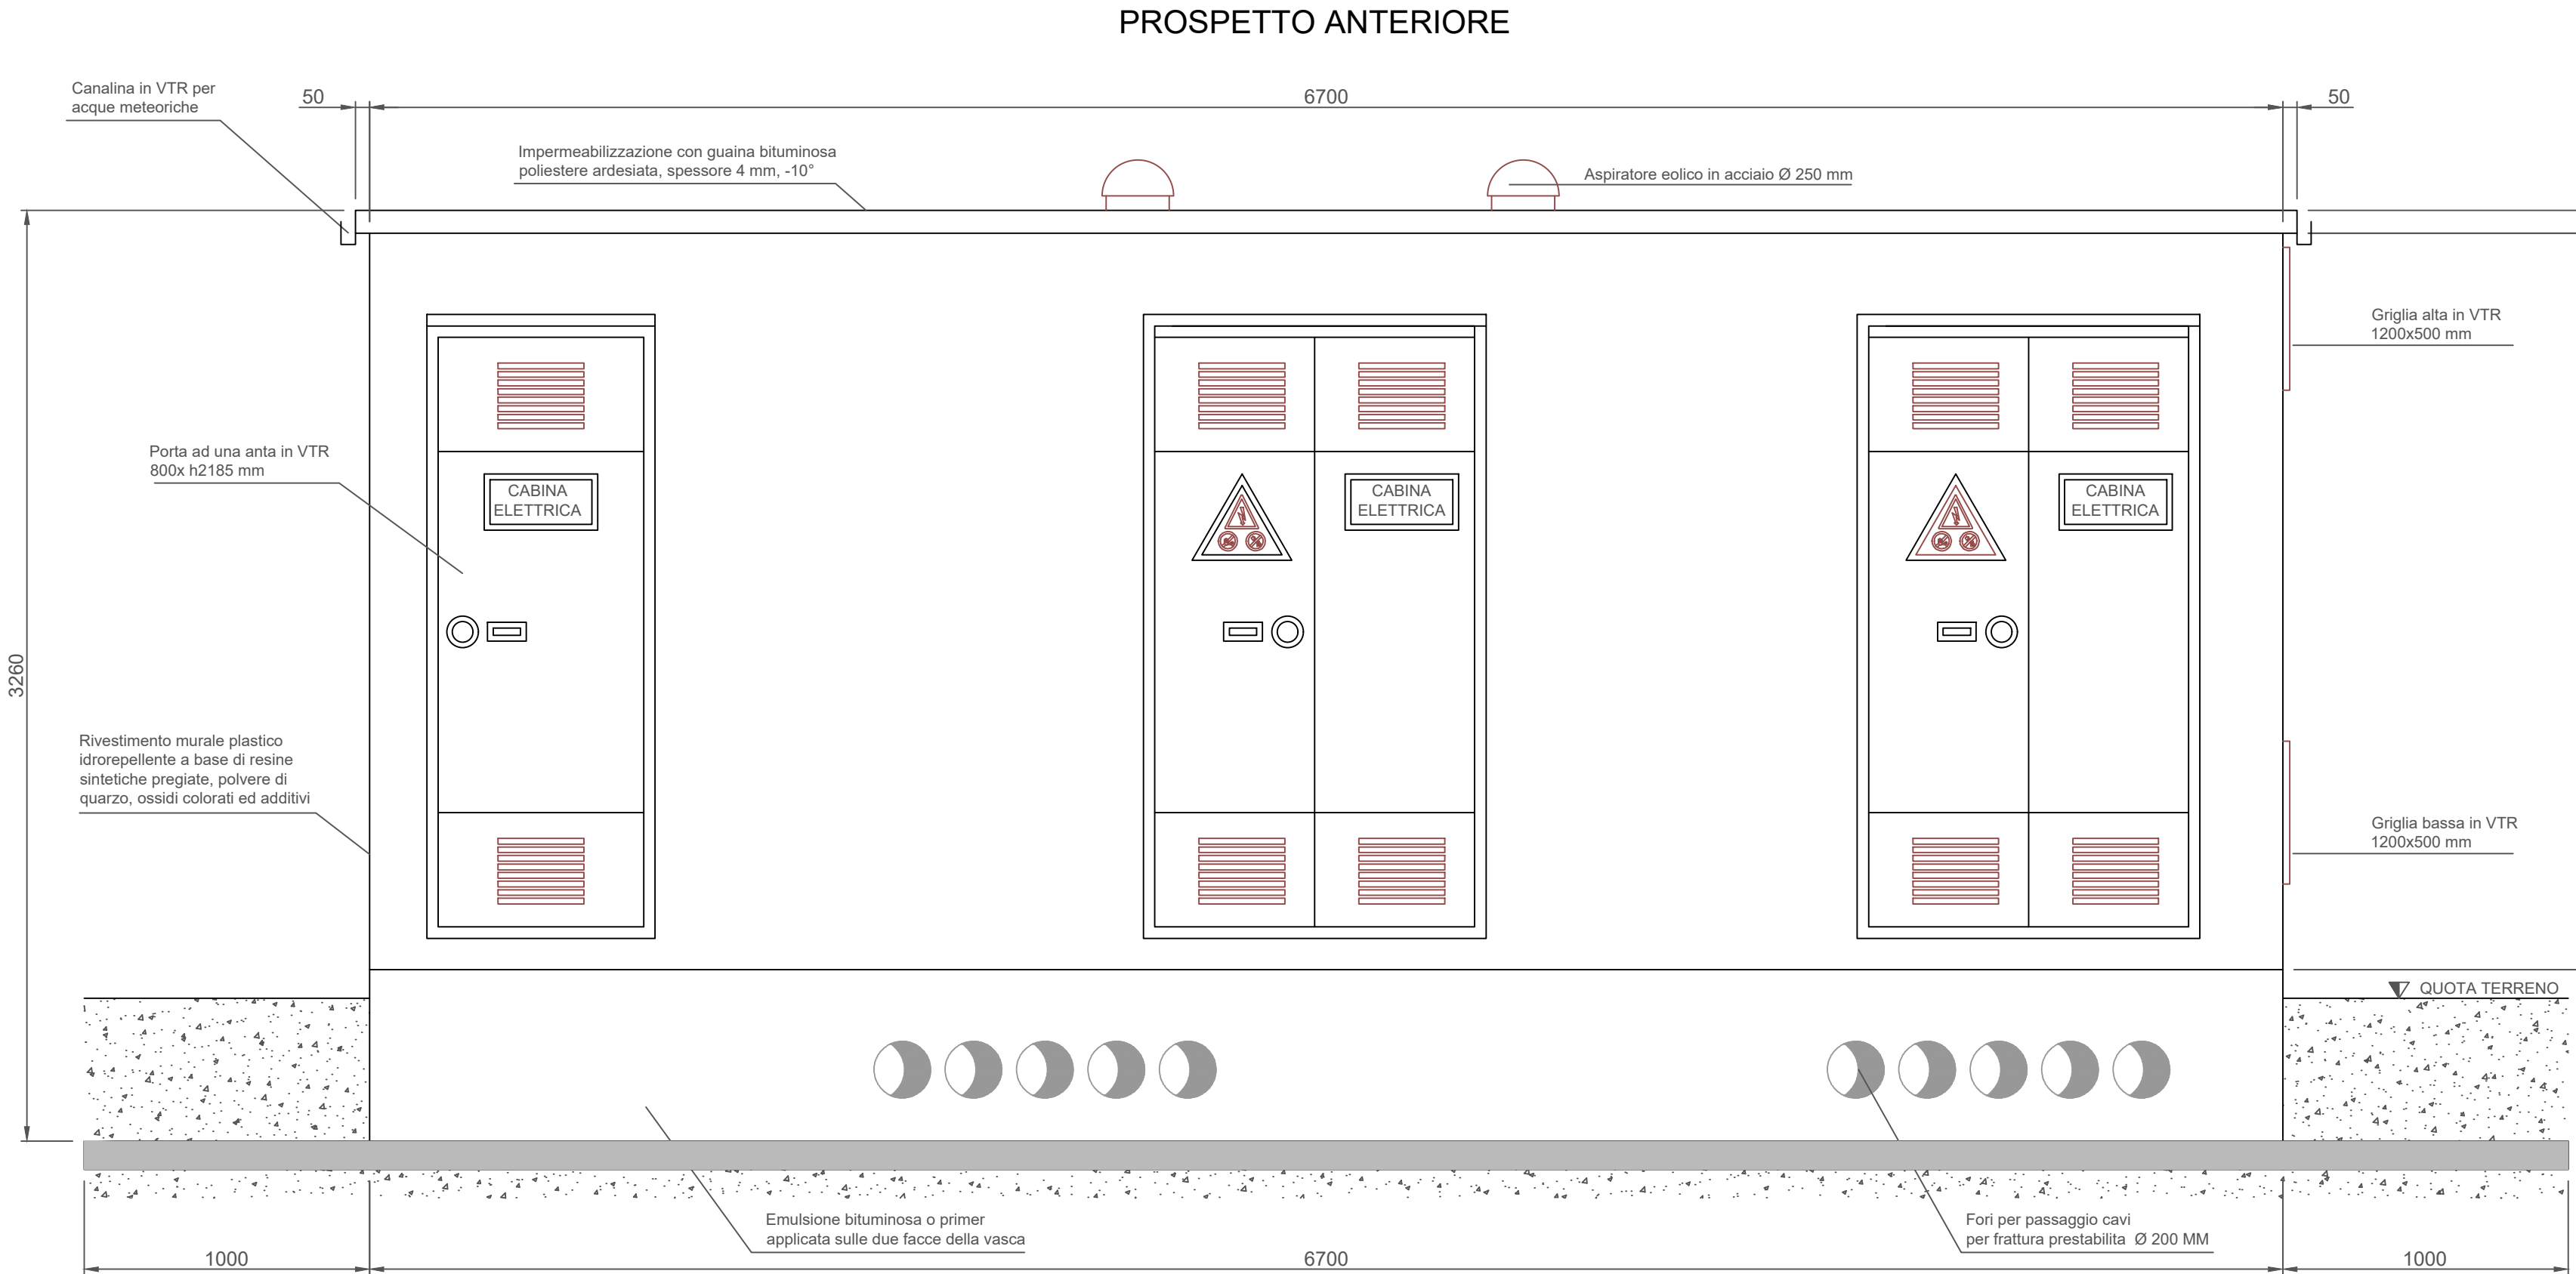 PROSPETTO ANTERIORE
Canalina in VTR per
acque meteoriche
50
6700
50
Impermeabilizzazione con guaina bituminosa
poliestere ardesiata, spessore 4 mm, -10°
Aspiratore eolico in acciaio Ø 250 mm
Griglia alta in VTR
1200x500 mm
Porta ad una anta in VTR
800x h2185 mm
CABINA
ELETTRICA
CABINA
ELETTRICA
CABINA
ELETTRICA
3260
Rivestimento murale plastico
idrorepellente a base di resine
sintetiche pregiate, polvere di
quarzo, ossidi colorati ed additivi
Griglia bassa in VTR
1200x500 mm
QUOTA TERRENO
Emulsione bituminosa o primer
applicata sulle due facce della vasca
Fori per passaggio cavi
per frattura prestabilita Ø 200 MM
1000
6700
1000